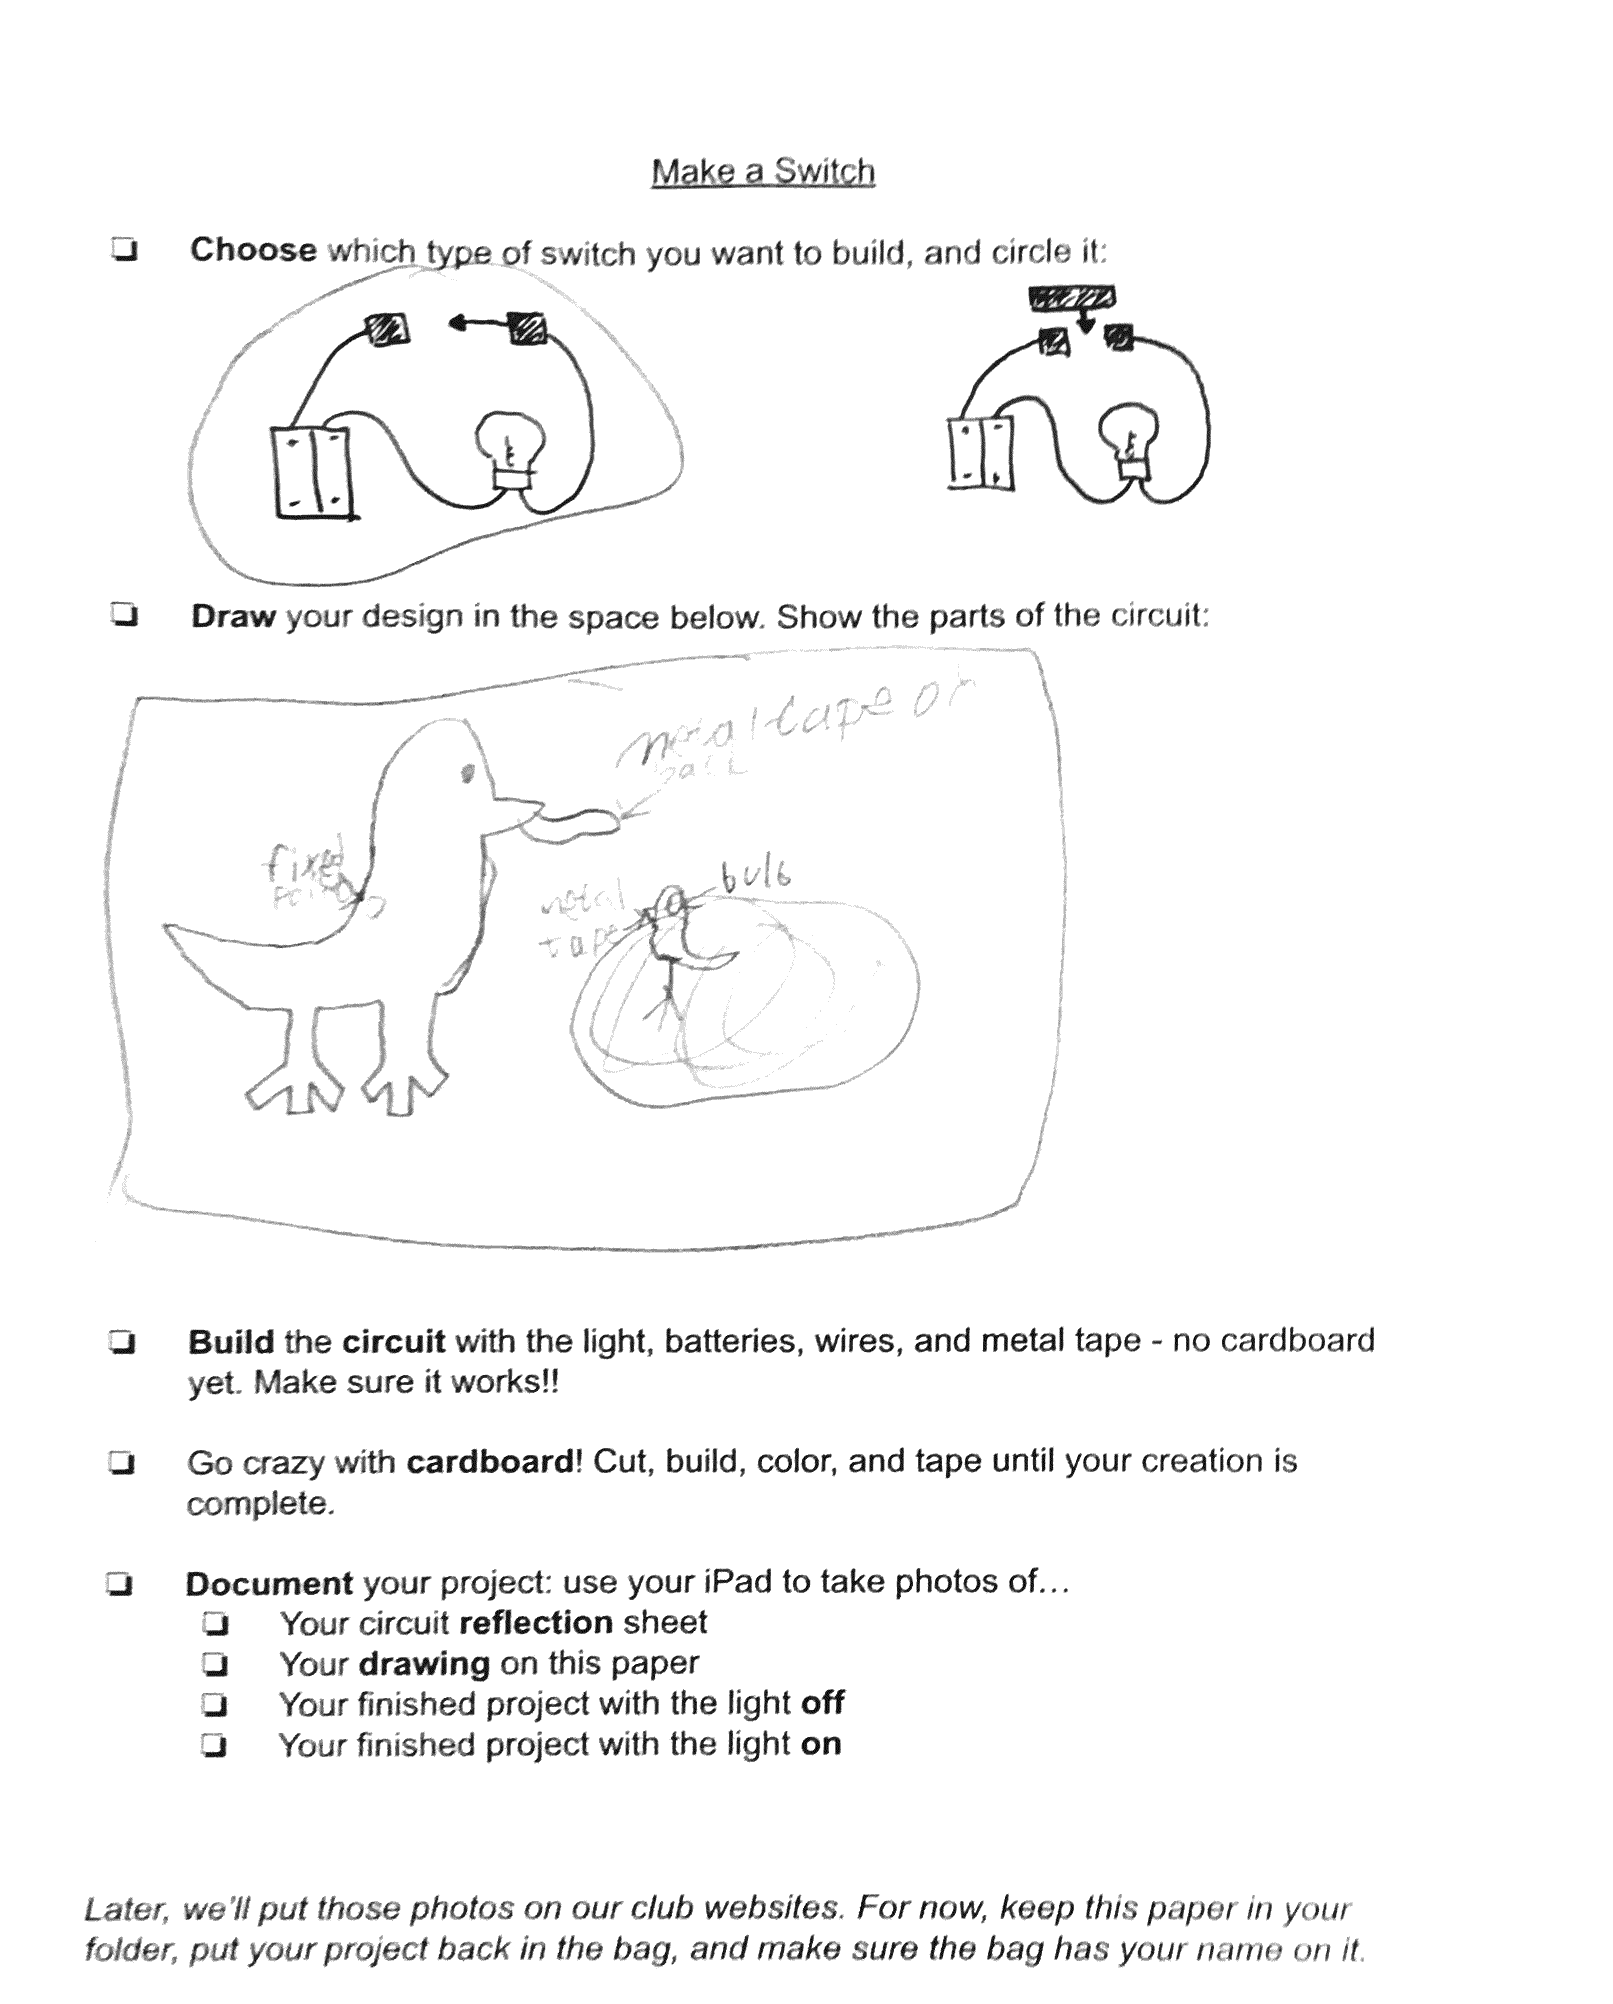 Make a Switch
Choose which type of switch you want to build, and circle it:
Draw your design in the space below. Show the parts of the circuit:
metal tape on
fixed
bulb
metal
tape
Build the circuit with the light, batteries, wires, and metal tape - no cardboard
yet. Make sure it works!!
Go crazy with cardboard! Cut, build, color, and tape until your creation is
complete.
Document your project: use your iPad to take photos of…
Your circuit reflection sheet
Your drawing on this paper
Your finished project with the light off
Your finished project with the light on
Later, we'll put those photos on our club websites. For now, keep this paper in your
folder, put your project back in the bag, and make sure the bag has your name on it.